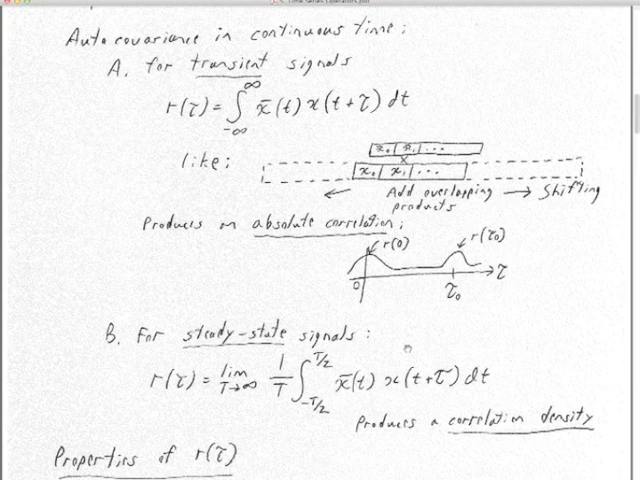 Auto covariance in continuous time:
A. for transient signals
r(τ) = ∫_{-∞}^{∞} x̄(t) x(t+τ) dt
like:
x₀ x₁ ...
x
x₀ x₁ ...
← Add overlapping → Shifting
products
Produces an absolute correlation:
r(0) r(τ₀)
0 τ₀ τ
B. For steady-state signals:
r(τ) = lim_{T→∞} 1/T ∫_{-T/2}^{T/2} x̄(t) x(t+τ) dt
Produces a correlation density
Properties of r(τ)